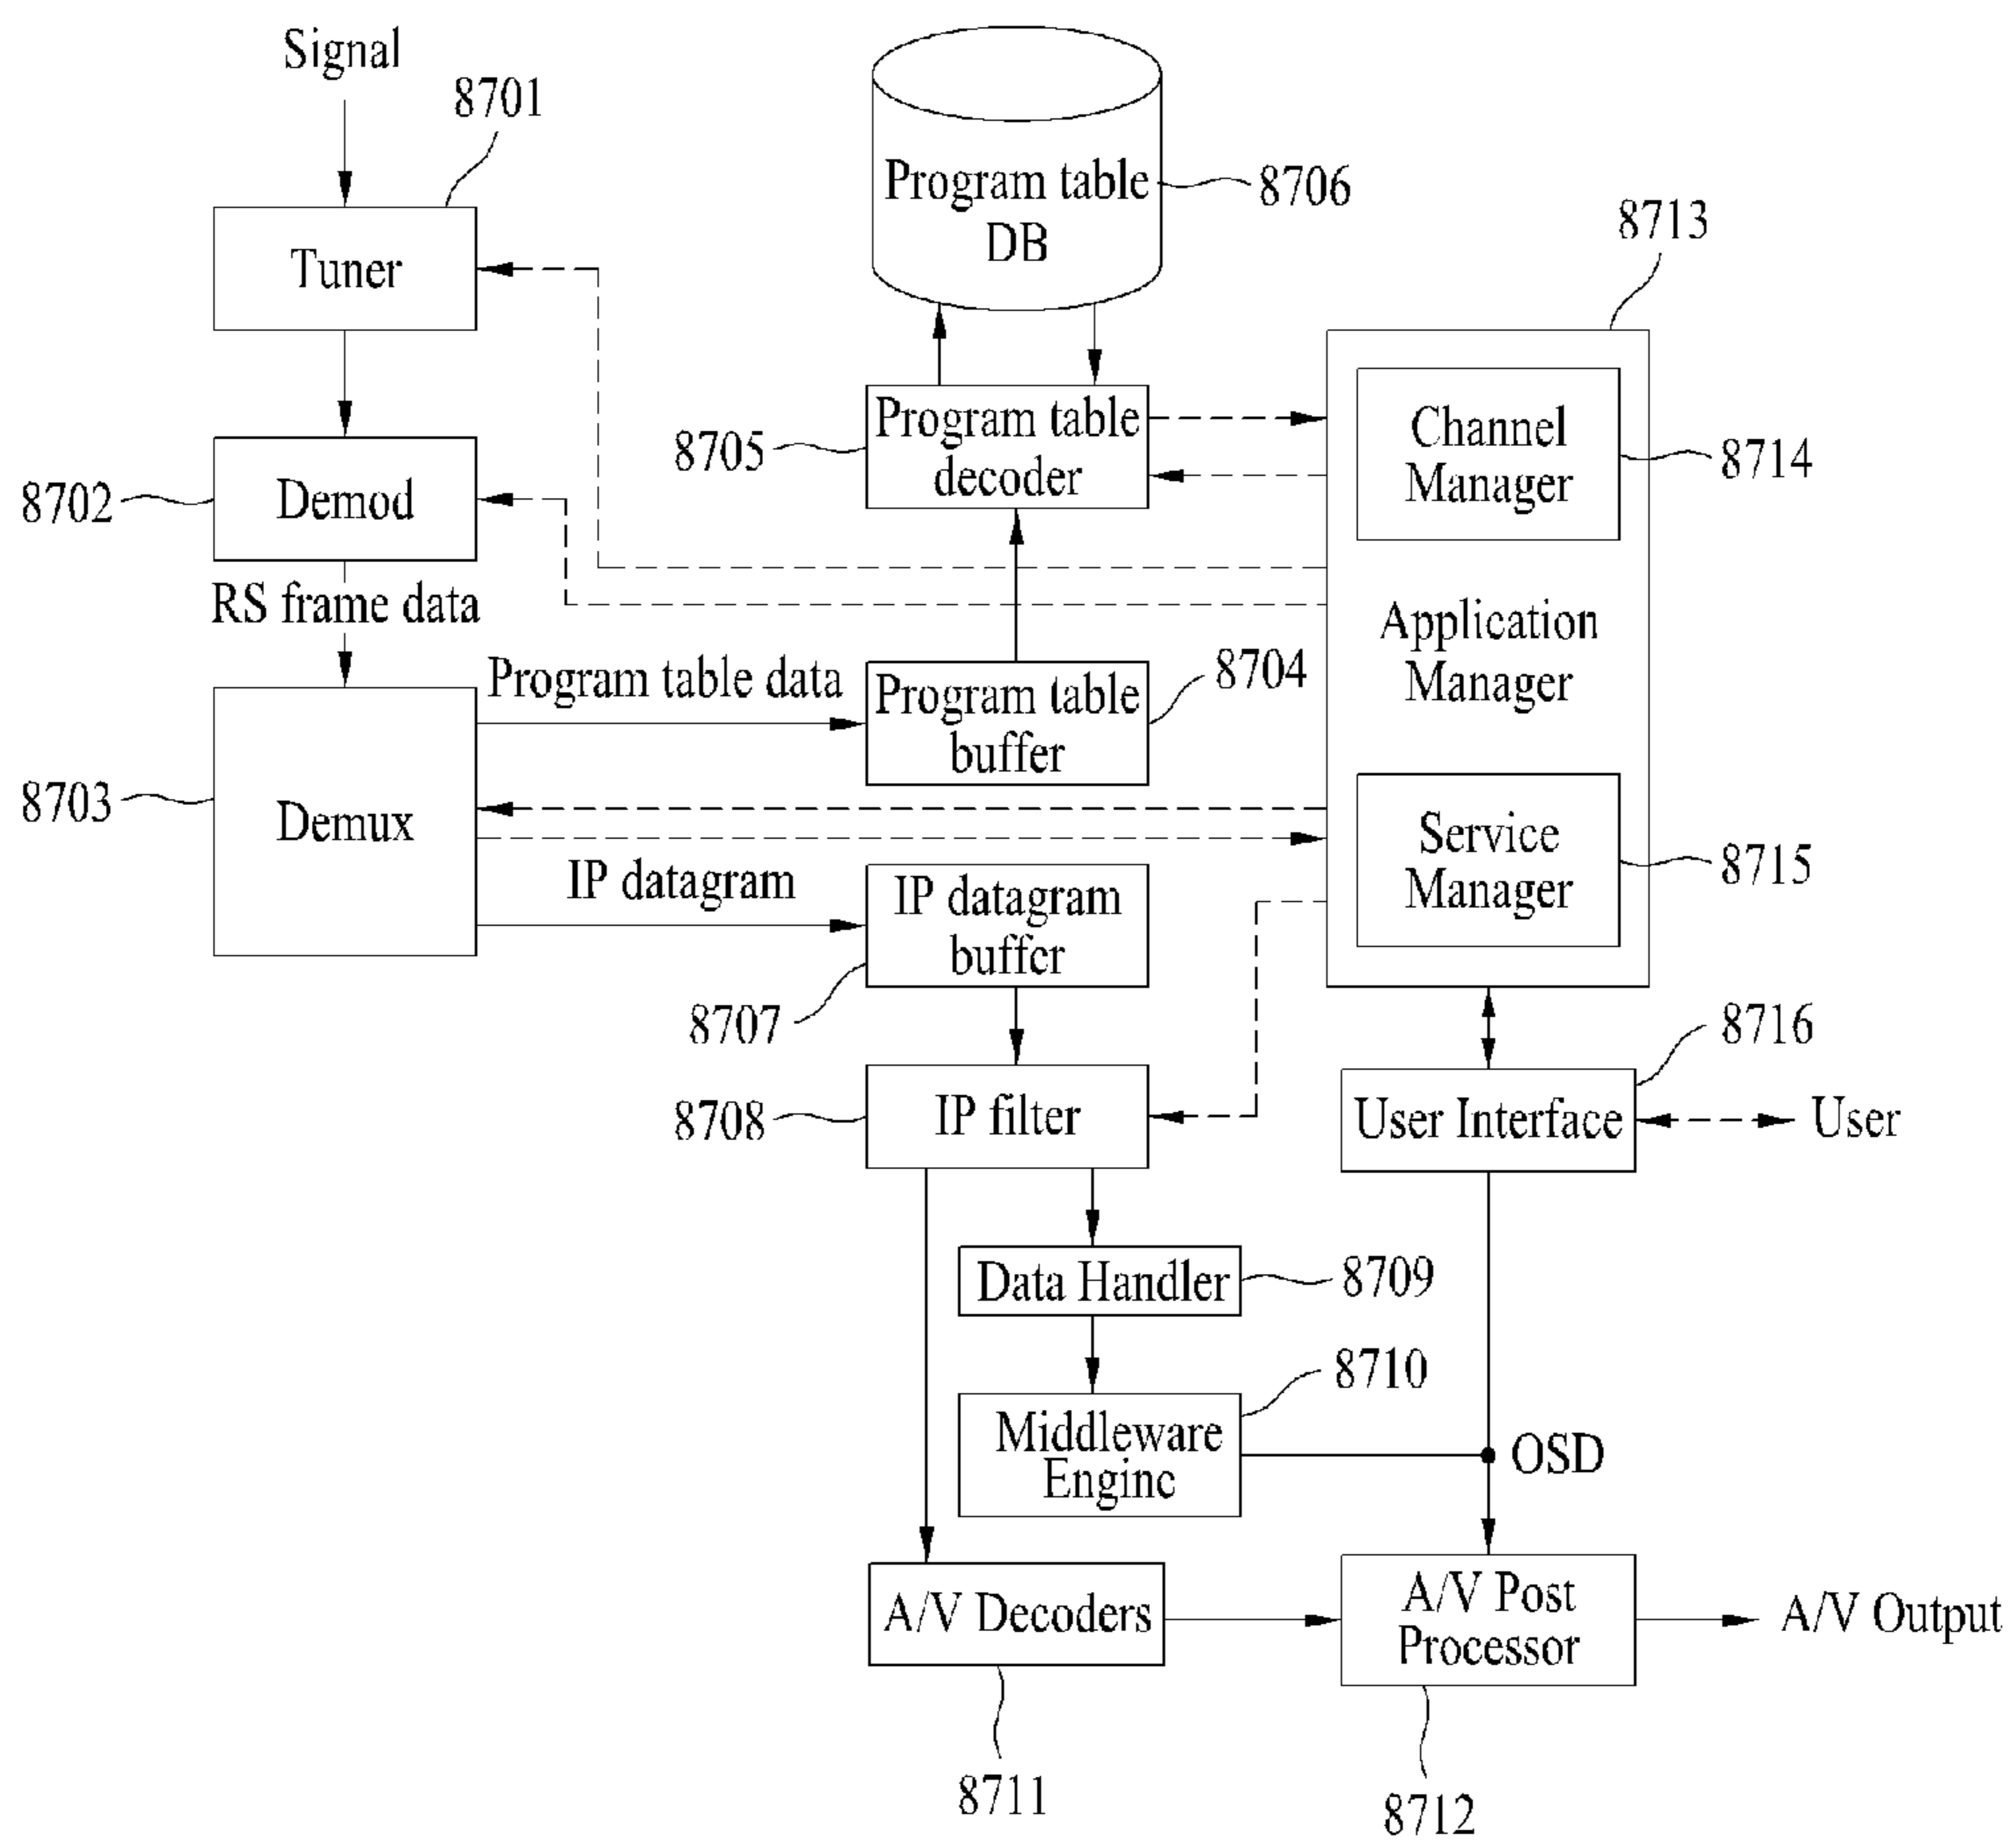 Signal
8701
Tuner
8702
Demod
RS frame data
8703
Demux
Program table data
IP datagram
Program table
DB
8706
8705
Program table
decoder
8704
Program table
buffer
IP datagram
buffer
8707
8708
IP filter
Data Handler
8709
8710
Middleware
Engine
A/V Decoders
8711
8713
Channel
Manager
8714
Application
Manager
Service
Manager
8715
8716
User Interface
User
OSD
A/V Post
Processor
A/V Output
8712